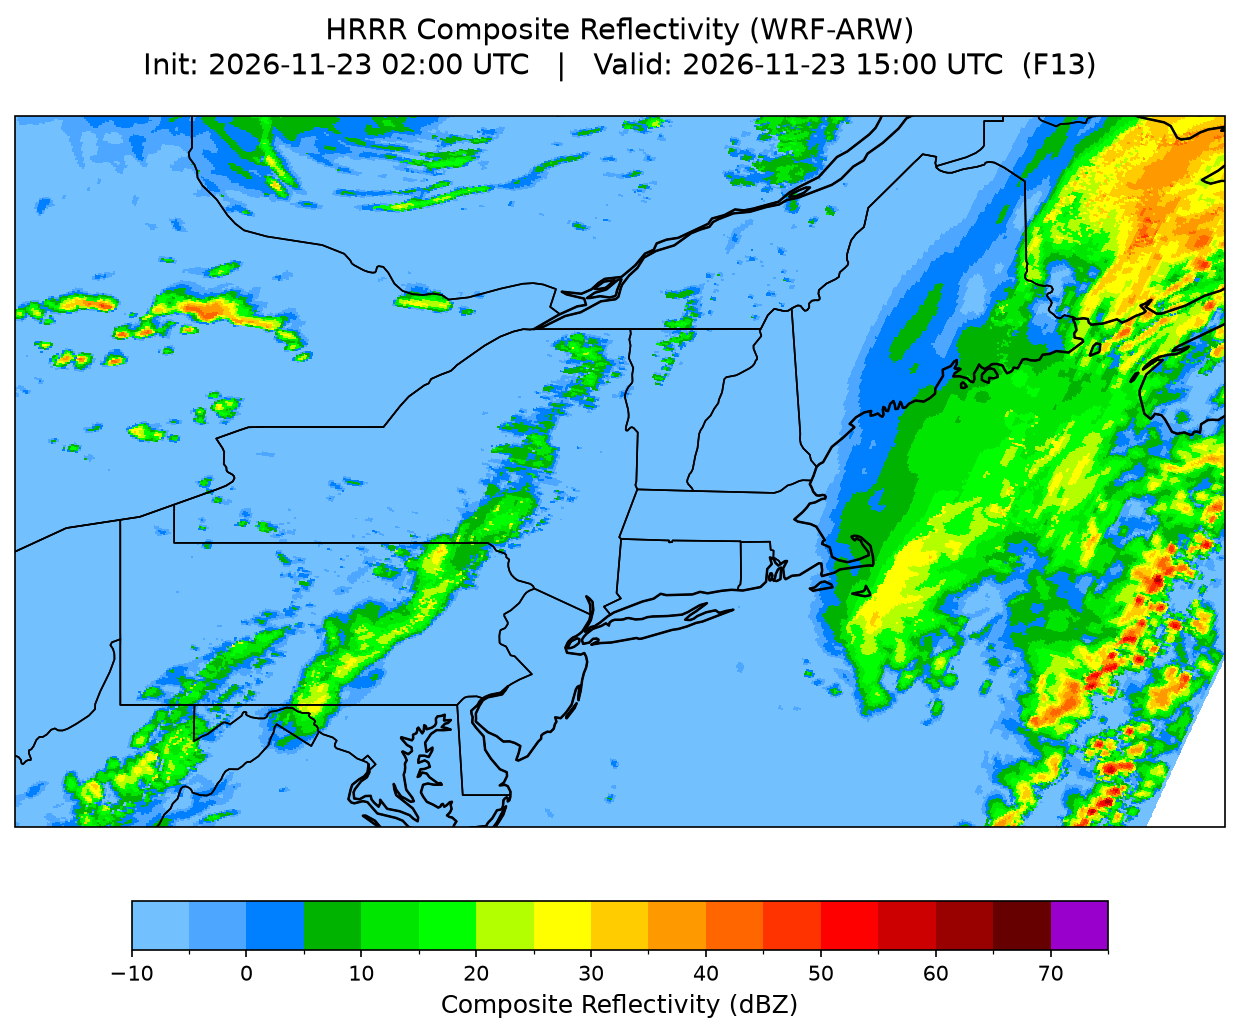 HRRR Composite Reflectivity (WRF-ARW)
Init: 2026-11-23 02:00 UTC   |   Valid: 2026-11-23 15:00 UTC  (F13)
−10 0 10 20 30 40 50 60 70
Composite Reflectivity (dBZ)